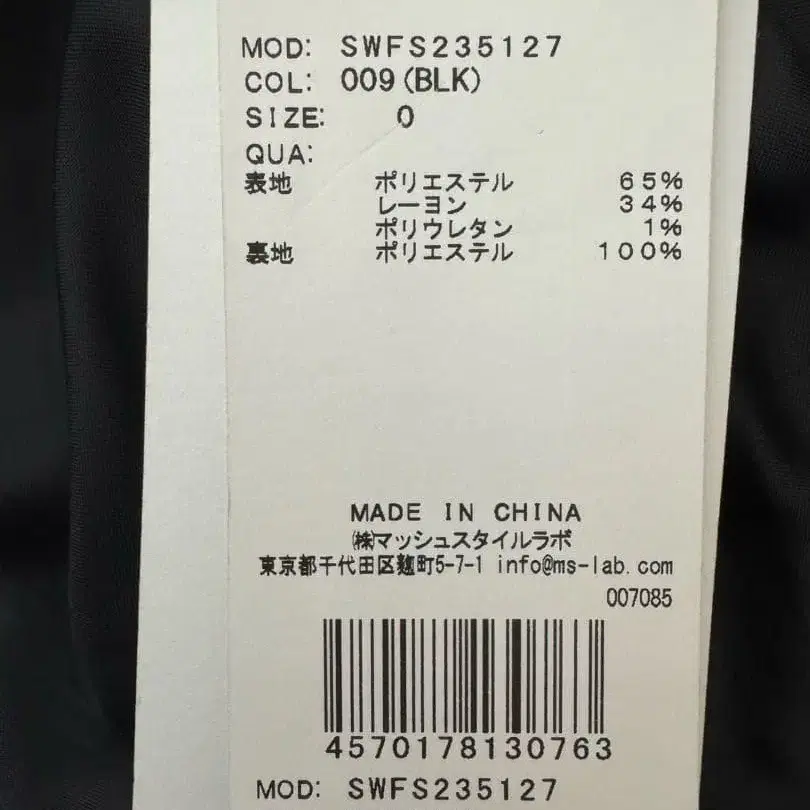 MOD: SWFS235127
COL: 009(BLK)
SIZE: 0
QUA:
表地 ポリエステル 65%
レーヨン 34%
ポリウレタン 1%
裏地 ポリエステル 100%
MADE IN CHINA
㈱マッシュスタイルラボ
東京都千代田区麹町5-7-1 info@ms-lab.com
007085
4570178130763
MOD: SWFS235127